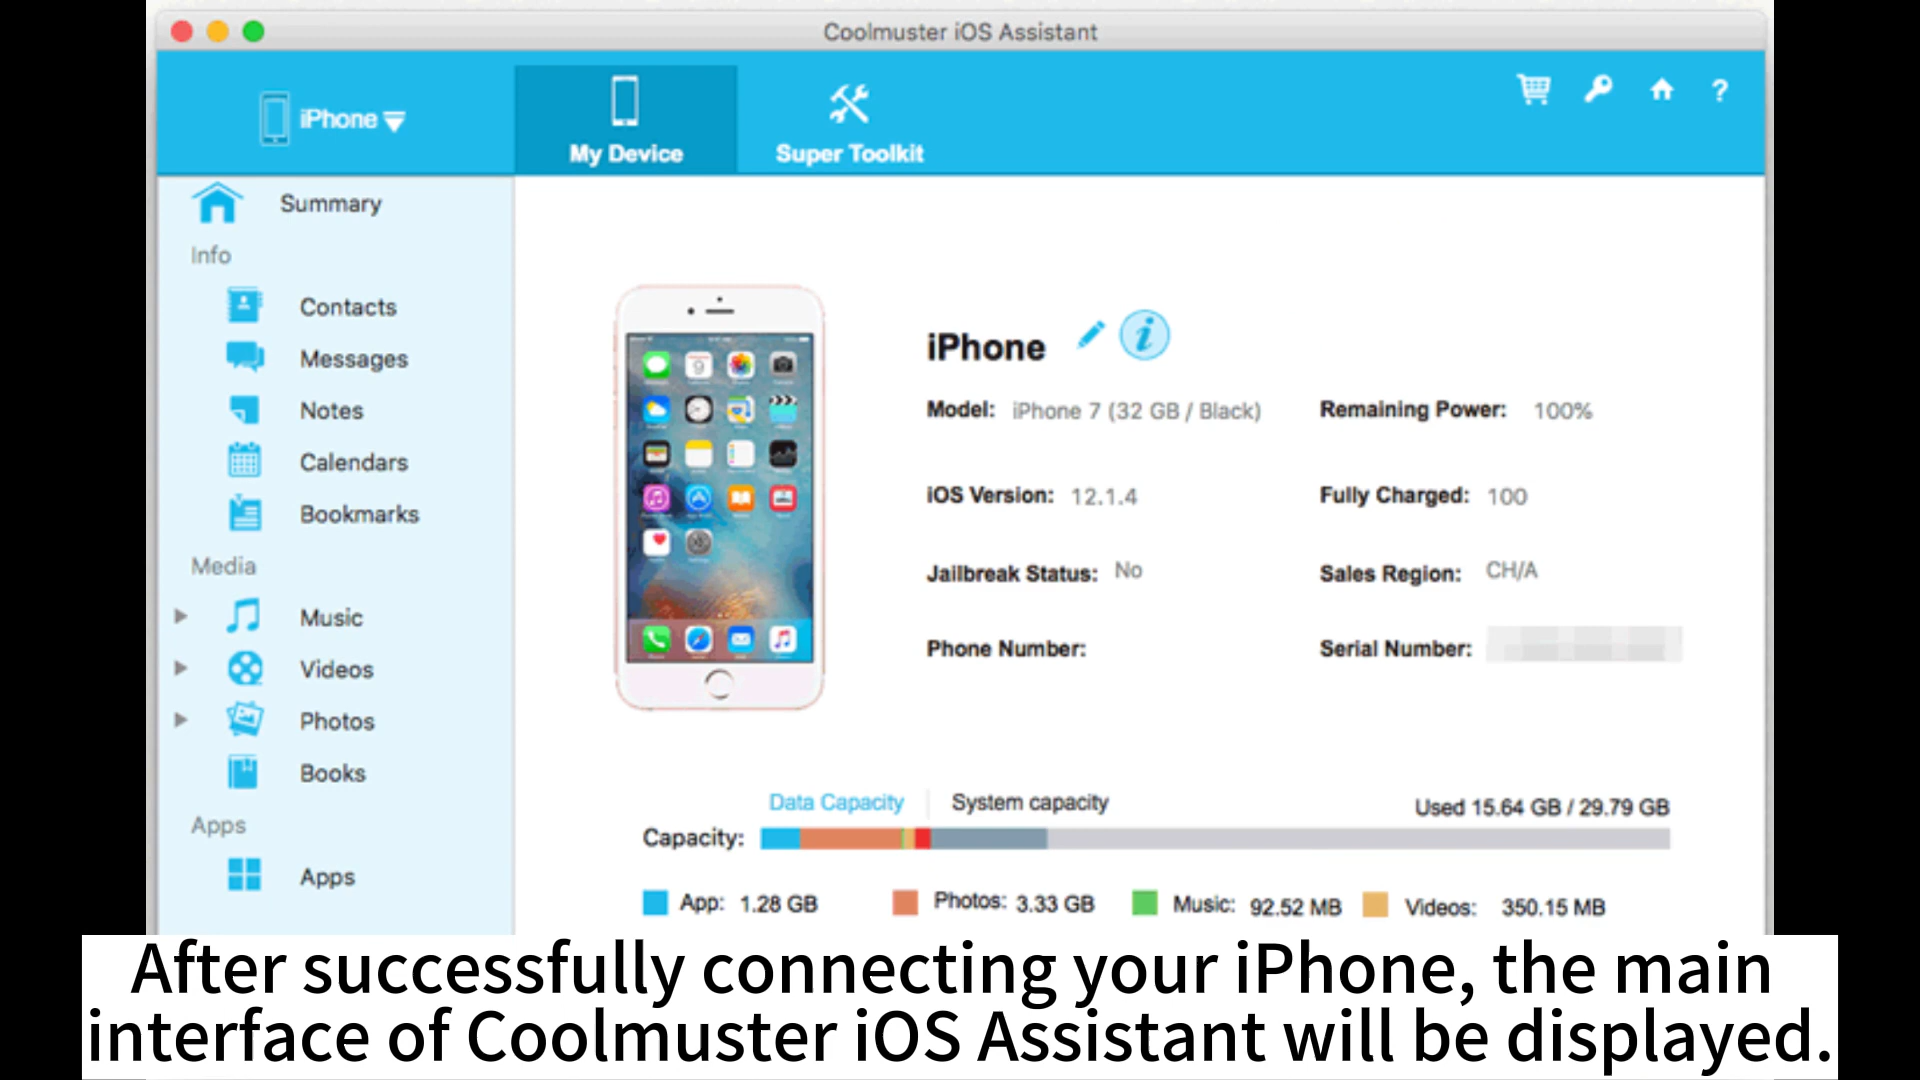 Coolmuster iOS Assistant
iPhone
My Device
Super Toolkit
?
Summary
Info
Contacts
Messages
Notes
Calendars
Bookmarks
Media
Music
Videos
Photos
Books
Apps
Apps
iPhone
i
Model: iPhone 7 (32 GB / Black)
Remaining Power: 100%
iOS Version: 12.1.4
Fully Charged: 100
Jailbreak Status: No
Sales Region: CH/A
Phone Number:
Serial Number:
Data Capacity
System capacity
Used 15.64 GB / 29.79 GB
Capacity:
App: 1.28 GB
Photos: 3.33 GB
Music: 92.52 MB
Videos: 350.15 MB
After successfully connecting your iPhone, the main
interface of Coolmuster iOS Assistant will be displayed.